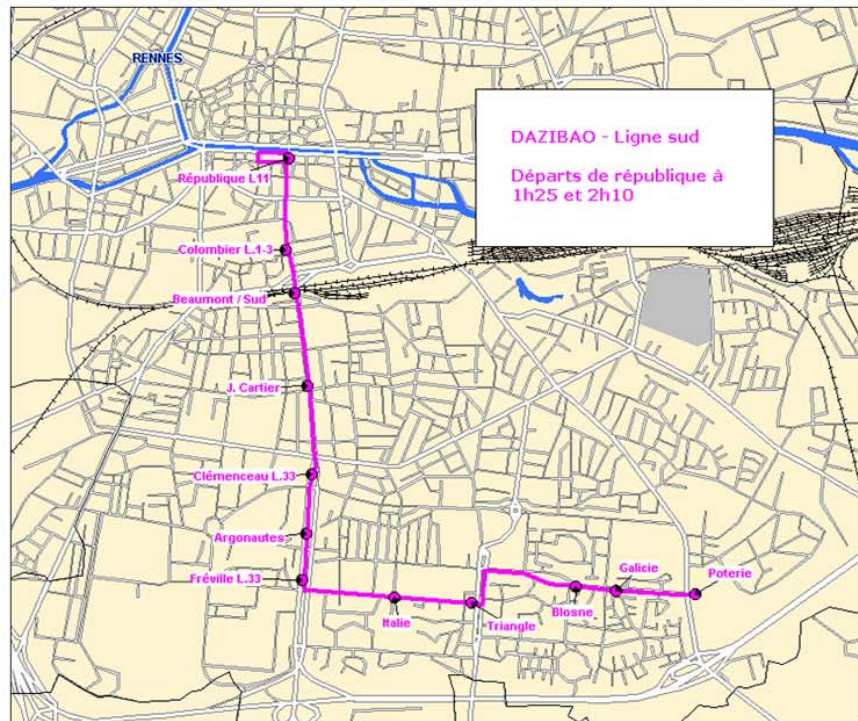 RENNES
DAZIBAO - Ligne sud
Départs de république à
1h25 et 2h10
République L11
Colombier L.1-3
Beaumont / Sud
J. Cartier
Clémenceau L.33
Argonautes
Fréville L.33
Italie
Triangle
Blosne
Galicie
Poterie